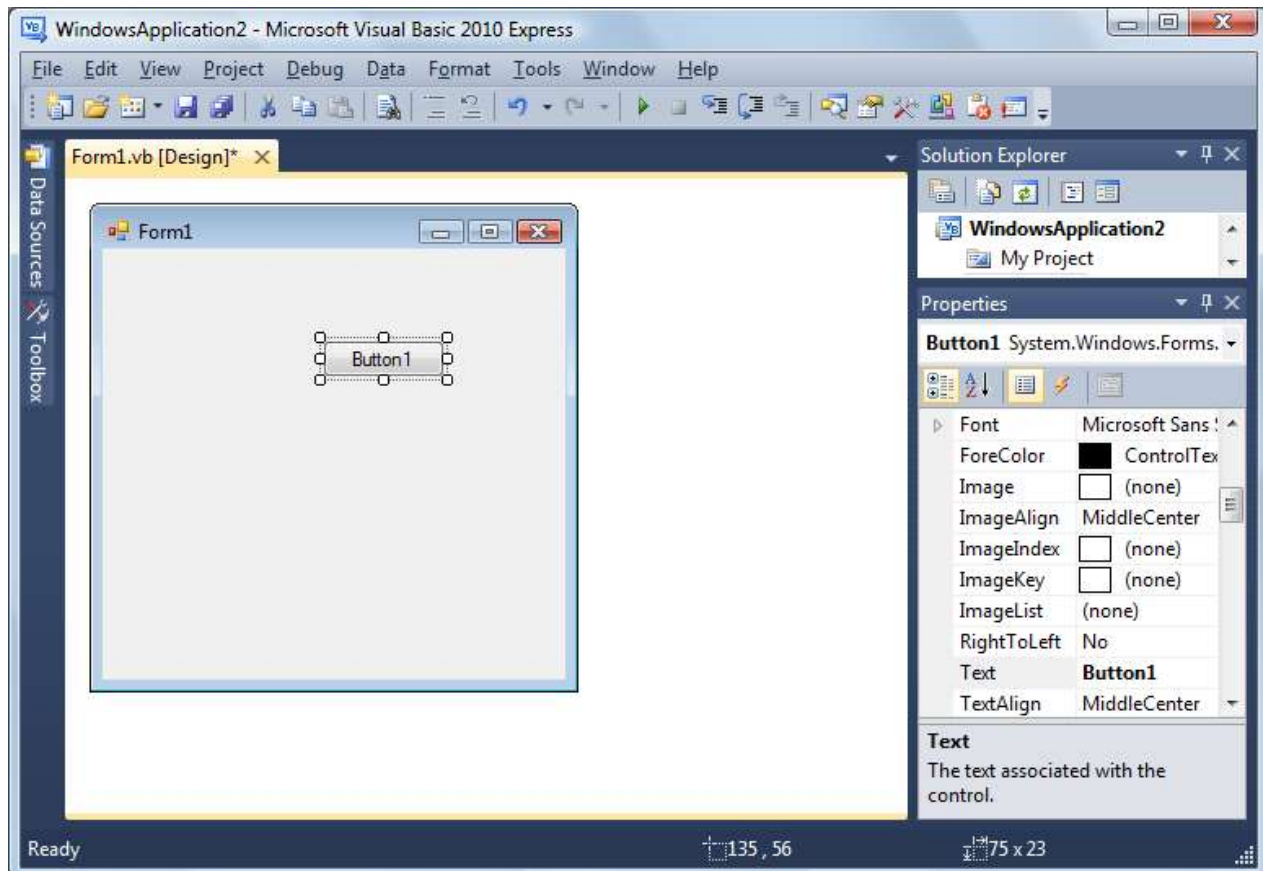 WindowsApplication2 - Microsoft Visual Basic 2010 Express
File Edit View Project Debug Data Format Tools Window Help
Data Sources
Toolbox
Form1.vb [Design]*
Form1
Button1
Solution Explorer
WindowsApplication2
My Project
Properties
Button1 System.Windows.Forms.
Font Microsoft Sans
ForeColor ControlTex
Image (none)
ImageAlign MiddleCenter
ImageIndex (none)
ImageKey (none)
ImageList (none)
RightToLeft No
Text Button1
TextAlign MiddleCenter
Text
The text associated with the
control.
Ready 135 , 56 75 x 23